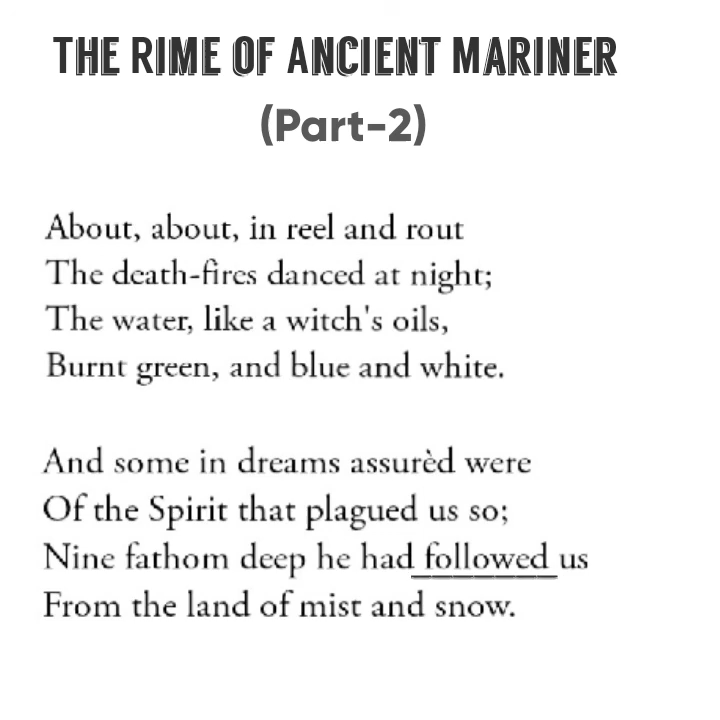 THE RIME OF ANCIENT MARINER
(Part-2)
About, about, in reel and rout
The death-fires danced at night;
The water, like a witch's oils,
Burnt green, and blue and white.
And some in dreams assurèd were
Of the Spirit that plagued us so;
Nine fathom deep he had followed us
From the land of mist and snow.